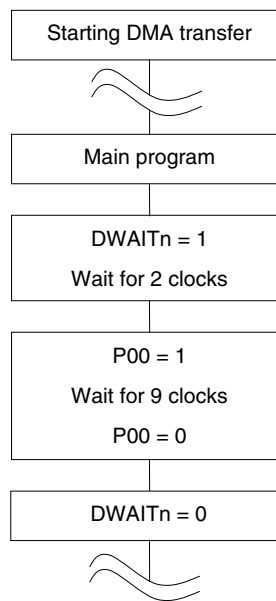 Starting DMA transfer
Main program
DWAITn = 1
Wait for 2 clocks
P00 = 1
Wait for 9 clocks
P00 = 0
DWAITn = 0